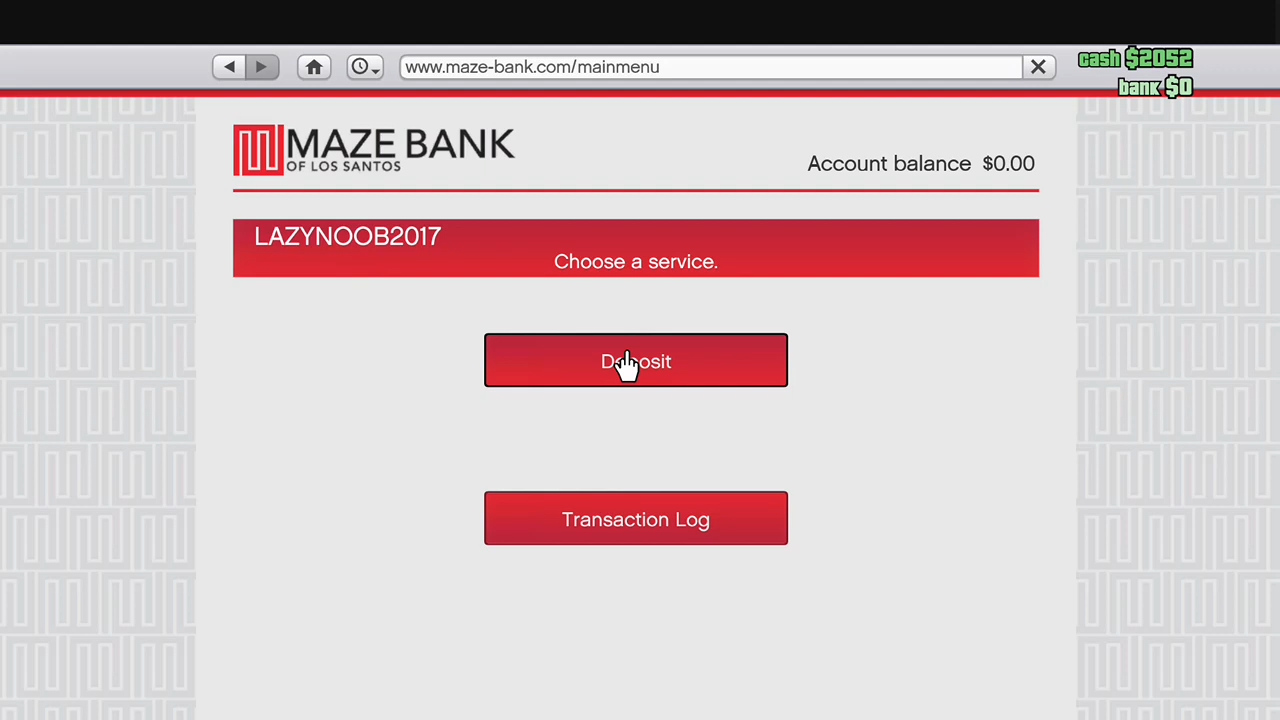 www.maze-bank.com/mainmenu
cash $2052
bank $0
MAZE BANK
OF LOS SANTOS
Account balance $0.00
LAZYNOOB2017
Choose a service.
Deposit
Transaction Log